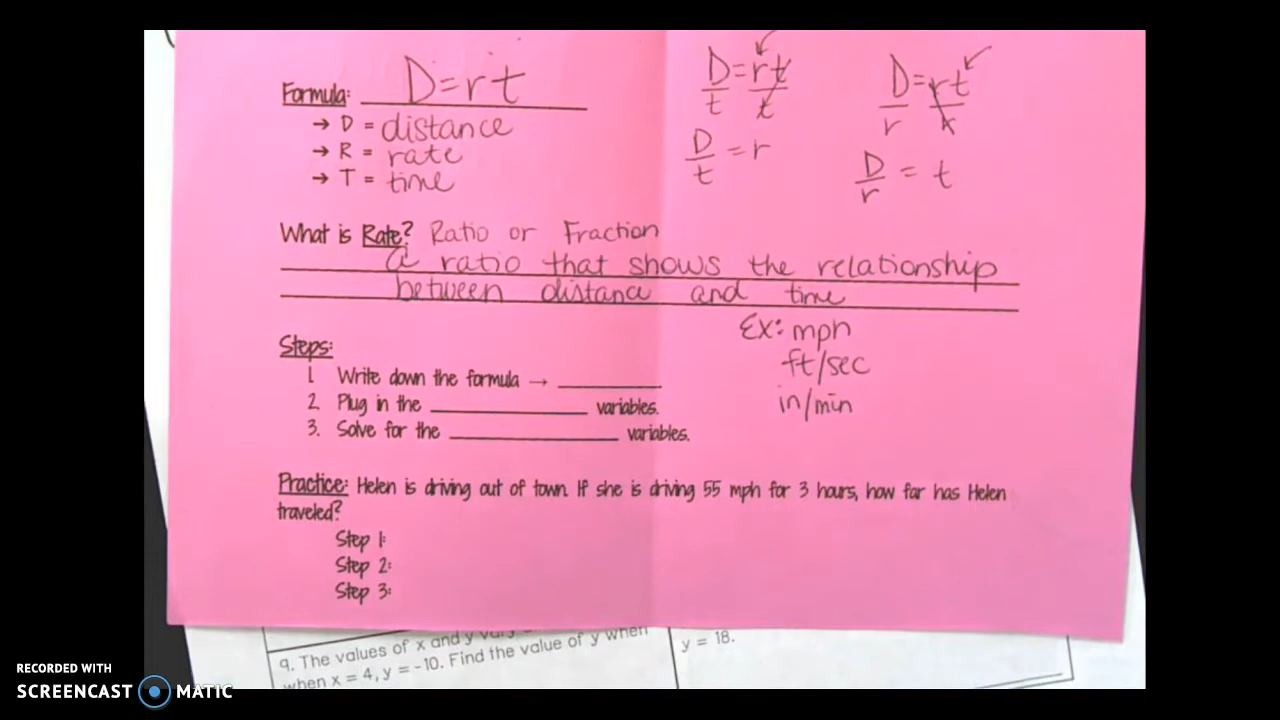 Formula: D=rt
→ D = distance
→ R = rate
→ T = time
D = rt
t t
D = r
t
D = rt
r r
D = t
r
What is Rate? Ratio or Fraction
a ratio that shows the relationship
between distance and time
Ex: mph
ft/sec
in/min
Steps:
1. Write down the formula →
2. Plug in the variables.
3. Solve for the variables.
Practice: Helen is driving out of town. If she is driving 55 mph for 3 hours, how far has Helen
traveled?
Step 1:
Step 2:
Step 3:
9. The values of x and y vary
when x = 4, y = -10. Find the value of y when
y = 18.
RECORDED WITH
SCREENCAST MATIC